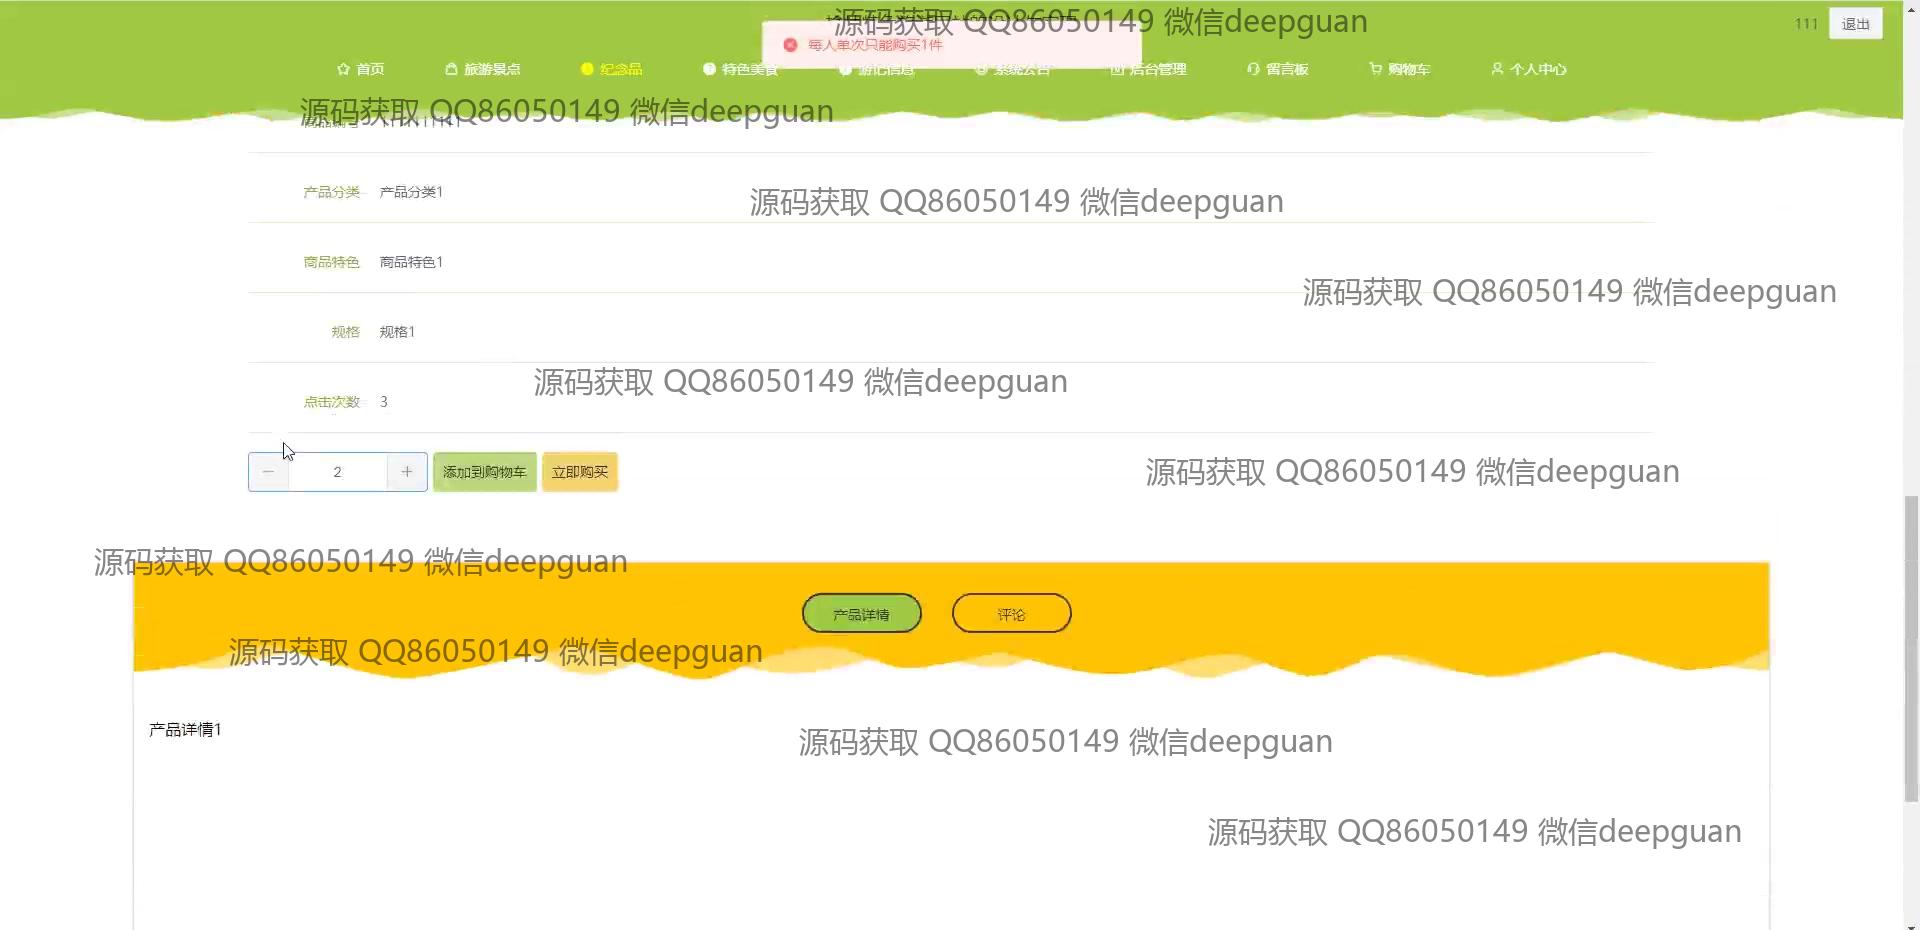 源码获取 QQ86050149 微信deepguan
111 退出
每人单次只能购买1件
首页 旅游景点 纪念品 特色美食 游记信息 系统公告 后台管理 留言板 购物车 个人中心
源码获取 QQ86050149 微信deepguan
产品分类 产品分类1
源码获取 QQ86050149 微信deepguan
商品特色 商品特色1
源码获取 QQ86050149 微信deepguan
规格 规格1
源码获取 QQ86050149 微信deepguan
点击次数 3
2 添加到购物车 立即购买
源码获取 QQ86050149 微信deepguan
源码获取 QQ86050149 微信deepguan
产品详情 评论
源码获取 QQ86050149 微信deepguan
产品详情1
源码获取 QQ86050149 微信deepguan
源码获取 QQ86050149 微信deepguan